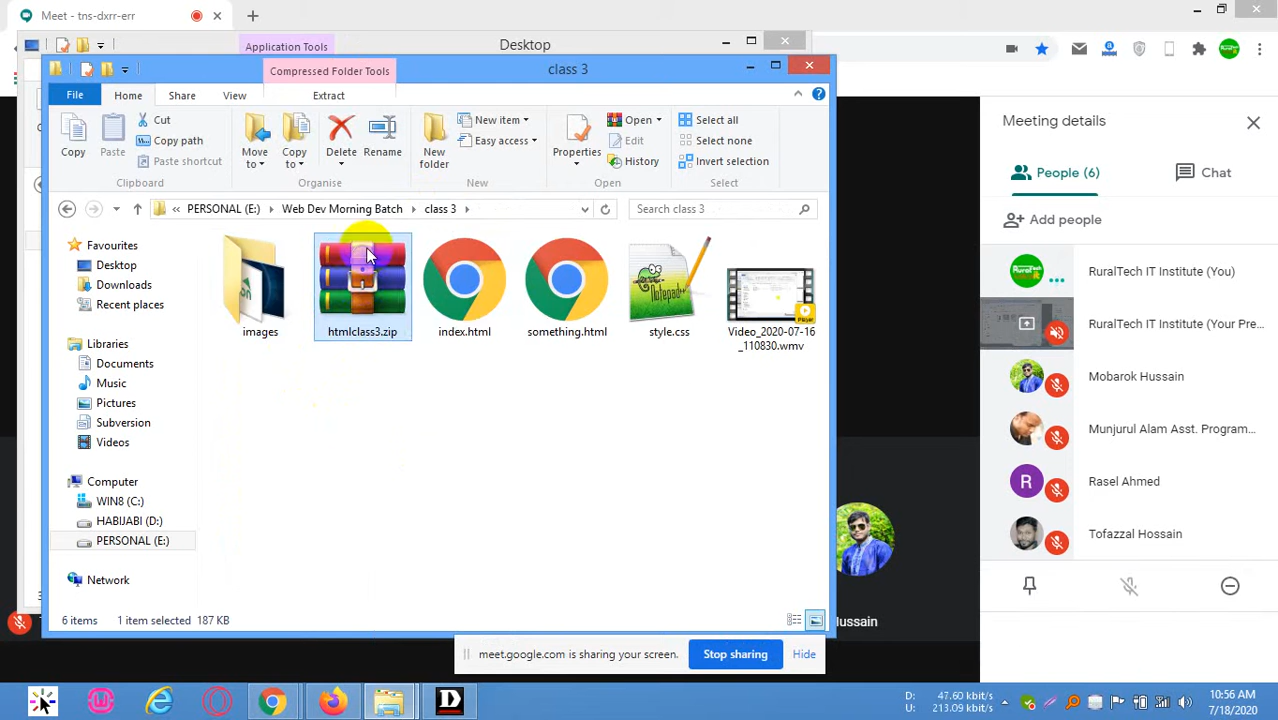 Meet - tns-dxrr-err
Application Tools
Desktop
Compressed Folder Tools
class 3
File
Home
Share
View
Extract
Copy
Paste
Cut
Copy path
Paste shortcut
Clipboard
Move to
Copy to
Delete
Rename
Organise
New folder
New item
Easy access
New
Properties
Open
Edit
History
Open
Select all
Select none
Invert selection
Select
PERSONAL (E:)
Web Dev Morning Batch
class 3
Search class 3
Favourites
Desktop
Downloads
Recent places
Libraries
Documents
Music
Pictures
Subversion
Videos
Computer
WIN8 (C:)
HABIJABI (D:)
PERSONAL (E:)
Network
images
htmlclass3.zip
index.html
something.html
style.css
Video_2020-07-16
_110830.wmv
6 items
1 item selected 187 KB
Meeting details
People (6)
Chat
Add people
RuralTech IT Institute (You)
RuralTech IT Institute (Your Pre...
Mobarok Hussain
Munjurul Alam Asst. Program...
R
Rasel Ahmed
Tofazzal Hossain
ussain
meet.google.com is sharing your screen.
Stop sharing
Hide
D: 47.60 kbit/s
U: 213.09 kbit/s
10:56 AM
7/18/2020